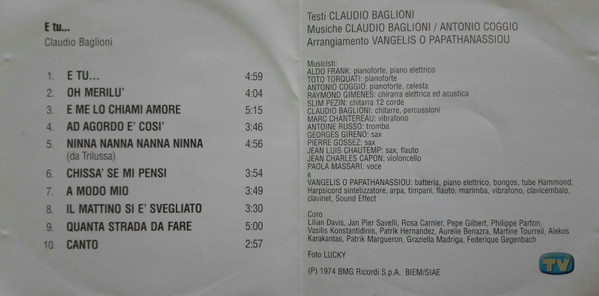 E tu...
Claudio Baglioni
1. E TU... 4:59
2. OH MERILU' 4:04
3. E ME LO CHIAMI AMORE 5:15
4. AD AGORDO E' COSI' 3:46
5. NINNA NANNA NANNA NINNA 4:56
(da Trilussa)
6. CHISSA' SE MI PENSI 3:54
7. A MODO MIO 3:49
8. IL MATTINO SI E' SVEGLIATO 3:30
9. QUANTA STRADA DA FARE 5:00
10. CANTO 2:57
Testi CLAUDIO BAGLIONI
Musiche CLAUDIO BAGLIONI / ANTONIO COGGIO
Arrangiamento VANGELIS O PAPATHANASSIOU
Musicisti:
ALDO FRANK: pianoforte, piano elettrico
TOTO TORQUATI: pianoforte
ANTONIO COGGIO: pianoforte, celesta
RAYMOND GIMENES: chirarra elettrica ed acustica
SLIM PEZIN: chitarra 12 corde
CLAUDIO BAGLIONI: chitarre, percussioni
MARC CHANTEREAU: vibrafono
ANTOINE RUSSO: tromba
GEORGES GIRENO: sax
PIERRE GOSSEZ: sax
JEAN LUIS CHAUTEMP: sax, flauto
JEAN CHARLES CAPON: violoncello
PAOLA MASSARI: voce
e
VANGELIS O PAPATHANASSIOU: batteria, piano elettrico, bongos, tube Hammond,
Harpsicord sintetizzatore, arpa, timpani, flauto, marimba, vibrafono, clavicembalo,
clavinet, Sound Effect
Coro
Lilian Davis, Jan Pier Savelli, Rosa Carnier, Pepe Gilbert, Philippe Parton,
Vasilis Konstantidinis, Patrik Hernandez, Aurelie Benazra, Martine Tourreil, Alekos
Karakantas, Patrik Margueron, Graziella Madriga, Federique Gegenbach
Foto LUCKY
(P) 1974 BMG Ricordi S.p.A. BIEM/SIAE
TV